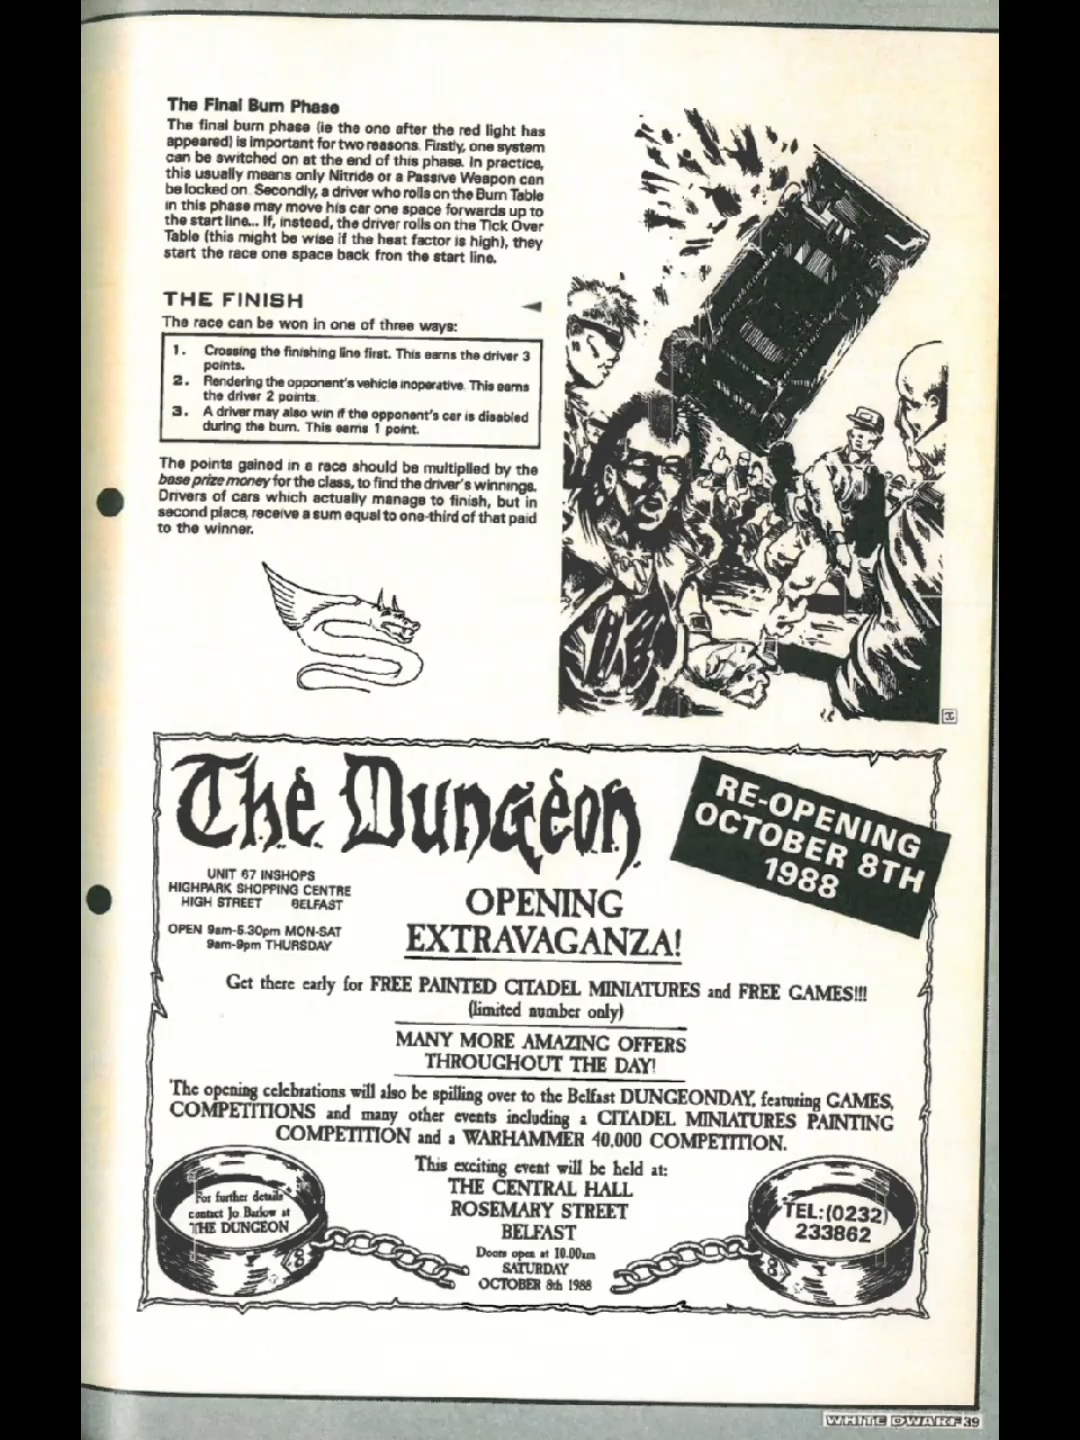 The Final Burn Phase
The final burn phase (ie the one after the red light has
appeared) is important for two reasons. Firstly, one system
can be switched on at the end of this phase. In practice,
this usually means only Nitride or a Passive Weapon can
be locked on. Secondly, a driver who rolls on the Burn Table
in this phase may move his car one space forwards up to
the start line... If, instead, the driver rolls on the Tick Over
Table (this might be wise if the heat factor is high), they
start the race one space back fron the start line.
THE FINISH
The race can be won in one of three ways:
1. Crossing the finishing line first. This earns the driver 3
points.
2. Rendering the opponent's vehicle inoperative. This earns
the driver 2 points.
3. A driver may also win if the opponent's car is disabled
during the burn. This earns 1 point.
The points gained in a race should be multiplied by the
base prize money for the class, to find the driver's winnings.
Drivers of cars which actually manage to finish, but in
second place, receive a sum equal to one-third of that paid
to the winner.
The Dungeon
RE-OPENING
OCTOBER 8TH
1988
UNIT 67 INSHOPS
HIGHPARK SHOPPING CENTRE
HIGH STREET BELFAST
OPEN 9am-5.30pm MON-SAT
9am-9pm THURSDAY
OPENING
EXTRAVAGANZA!
Get there early for FREE PAINTED CITADEL MINIATURES and FREE GAMES!!!
(limited number only)
MANY MORE AMAZING OFFERS
THROUGHOUT THE DAY!
The opening celebrations will also be spilling over to the Belfast DUNGEONDAY, featuring GAMES,
COMPETITIONS and many other events including a CITADEL MINIATURES PAINTING
COMPETITION and a WARHAMMER 40,000 COMPETITION.
This exciting event will be held at:
THE CENTRAL HALL
ROSEMARY STREET
BELFAST
Doors open at 10.00am
SATURDAY
OCTOBER 8th 1988
For further details
contact Jo Barlow at
THE DUNGEON
TEL:(0232)
233862
WHITE DWARF 39